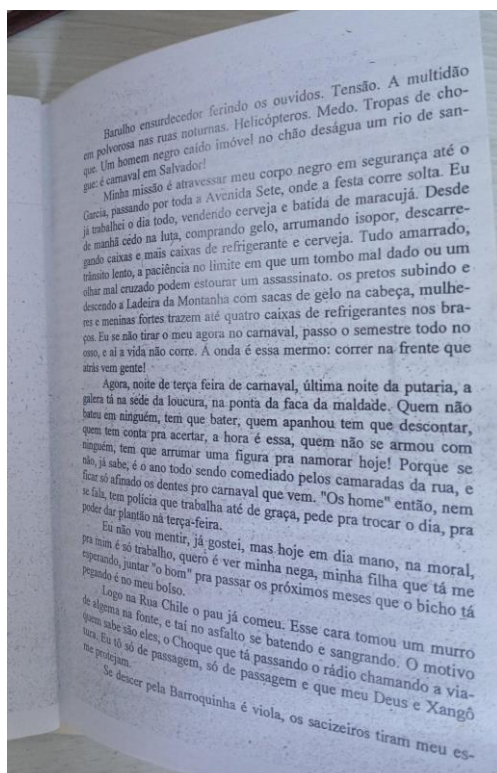 Barulho ensurdecedor ferindo os ouvidos. Tensão. A multidão
em polvorosa nas ruas noturnas. Helicópteros. Medo. Tropas de cho-
que. Um homem negro caído imóvel no chão deságua um rio de san-
gue: é carnaval em Salvador!
Minha missão é atravessar meu corpo negro em segurança até o
Garcia, passando por toda a Avenida Sete, onde a festa corre solta. Eu
já trabalhei o dia todo, vendendo cerveja e batida de maracujá. Desde
de manhã cedo na luta, comprando gelo, arrumando isopor, descarre-
gando caixas e mais caixas de refrigerante e cerveja. Tudo amarrado,
trânsito lento, a paciência no limite em que um tombo mal dado ou um
olhar mal cruzado podem estourar um assassinato. os pretos subindo e
descendo a Ladeira da Montanha com sacas de gelo na cabeça, mulhe-
res e meninas fortes trazem até quatro caixas de refrigerantes nos bra-
ços. Eu se não tirar o meu agora no carnaval, passo o semestre todo no
osso, e aí a vida não corre. A onda é essa mermo: correr na frente que
atrás vem gente!
Agora, noite de terça feira de carnaval, última noite da putaria, a
galera tá na sede da loucura, na ponta da faca da maldade. Quem não
bateu em ninguém, tem que bater, quem apanhou tem que descontar,
quem tem conta pra acertar, a hora é essa, quem não se armou com
ninguém, tem que arrumar uma figura pra namorar hoje! Porque se
não, já sabe, é o ano todo sendo comediado pelos camaradas da rua, e
ficar só afinado os dentes pro carnaval que vem. "Os home" então, nem
se fala, tem polícia que trabalha até de graça, pede pra trocar o dia, pra
poder dar plantão na terça-feira.
Eu não vou mentir, já gostei, mas hoje em dia mano, na moral,
pra mim é só trabalho, quero é ver minha nega, minha filha que tá me
esperando, juntar "o bom" pra passar os próximos meses que o bicho tá
pegando é no meu bolso.
Logo na Rua Chile o pau já comeu. Esse cara tomou um murro
de algema na fonte, e taí no asfalto se batendo e sangrando. O motivo
quem sabe são eles, o Choque que tá passando o rádio chamando a via-
tura. Eu tô só de passagem, só de passagem e que meu Deus e Xangô
me protejam.
Se descer pela Barroquinha é viola, os sacizeiros tiram meu es-